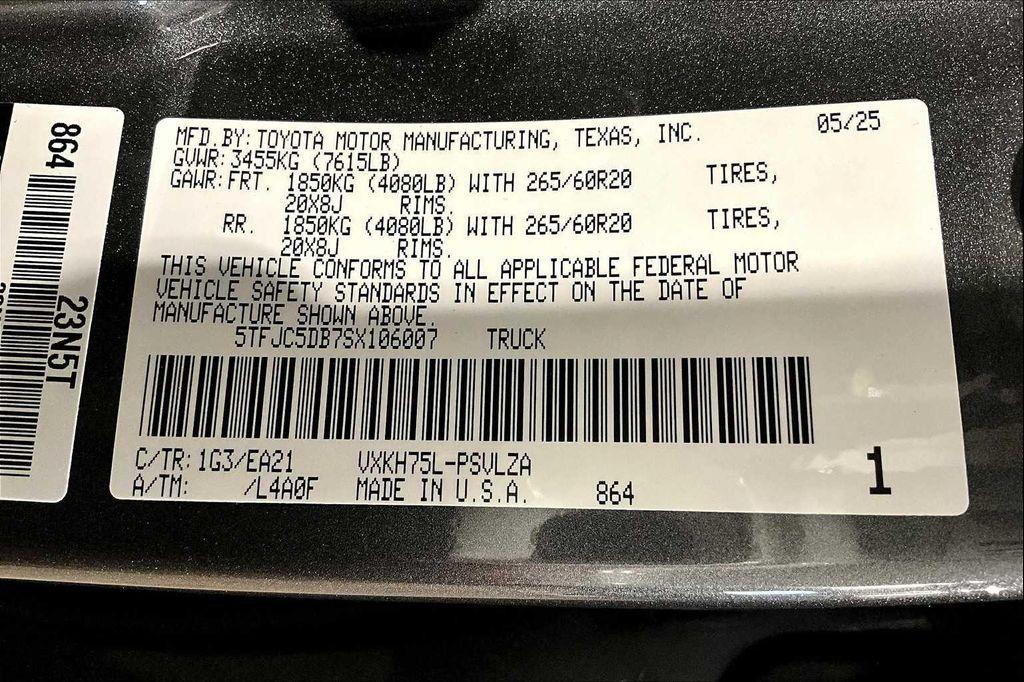 864
23N5T
MFD.BY: TOYOTA MOTOR MANUFACTURING, TEXAS, INC. 05/25
GVWR: 3455KG (7615LB)
GAWR: FRT. 1850KG (4080LB) WITH 265/60R20 TIRES,
20X8J RIMS.
RR. 1850KG (4080LB) WITH 265/60R20 TIRES,
20X8J RIMS.
THIS VEHICLE CONFORMS TO ALL APPLICABLE FEDERAL MOTOR
VEHICLE SAFETY STANDARDS IN EFFECT ON THE DATE OF
MANUFACTURE SHOWN ABOVE.
5TFJC5DB7SX106007 TRUCK
C/TR: 1G3/EA21 VXKH75L-PSVLZA
A/TM: /L4A0F MADE IN U.S.A. 864
1